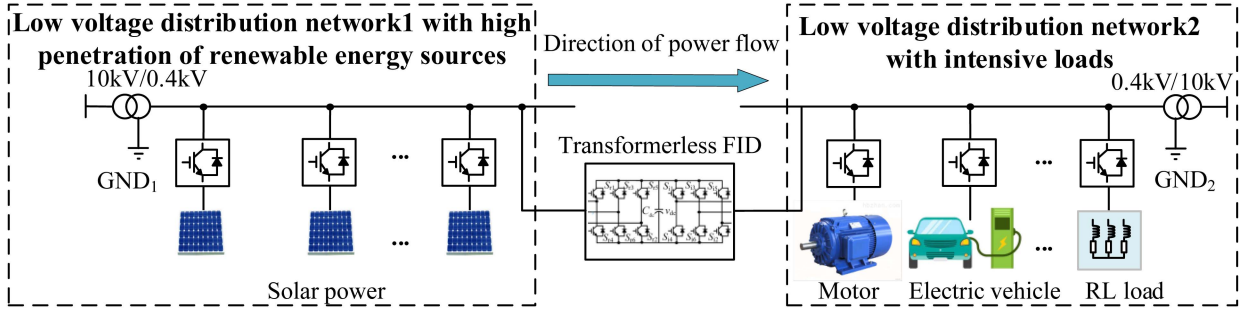 Low voltage distribution network1 with high
penetration of renewable energy sources
10kV/0.4kV
GND1
...
...
Solar power
Direction of power flow
Transformerless FID
Cdc
vdc
Low voltage distribution network2
with intensive loads
0.4kV/10kV
GND2
...
...
Motor
Electric vehicle
RL load